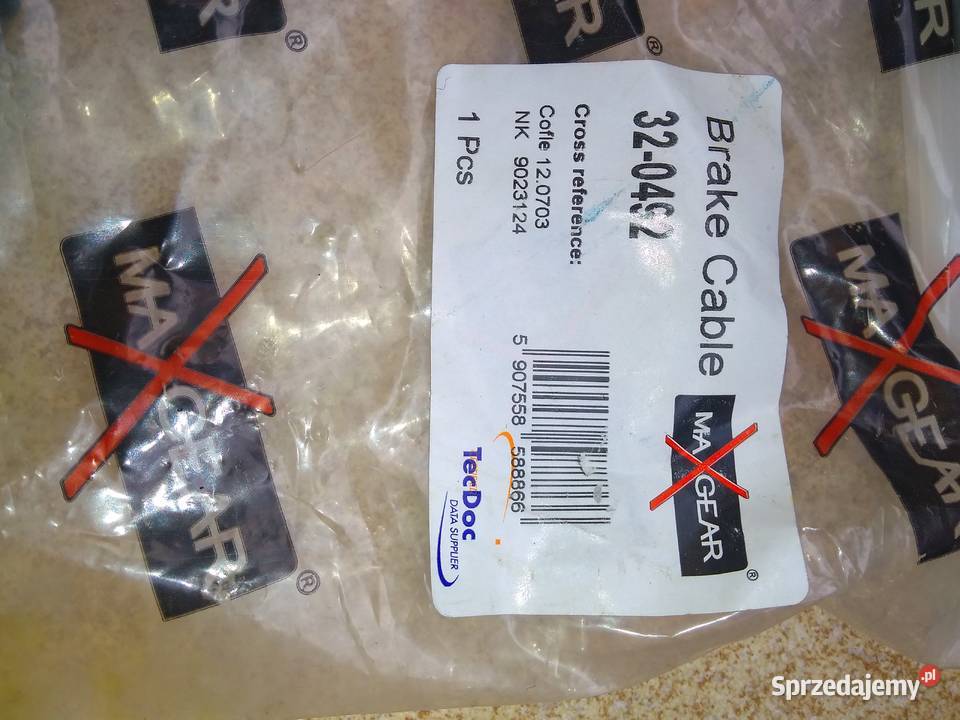 Brake Cable
32-0492
Cross reference:
Cofle 12.0703
NK 9023124
1 Pcs
MAXGEAR®
5 907558 588866
TecDoc
DATA SUPPLIER
MAXGEAR®
MAXGEAR
R®
R®
R
Sprzedajemy.pl